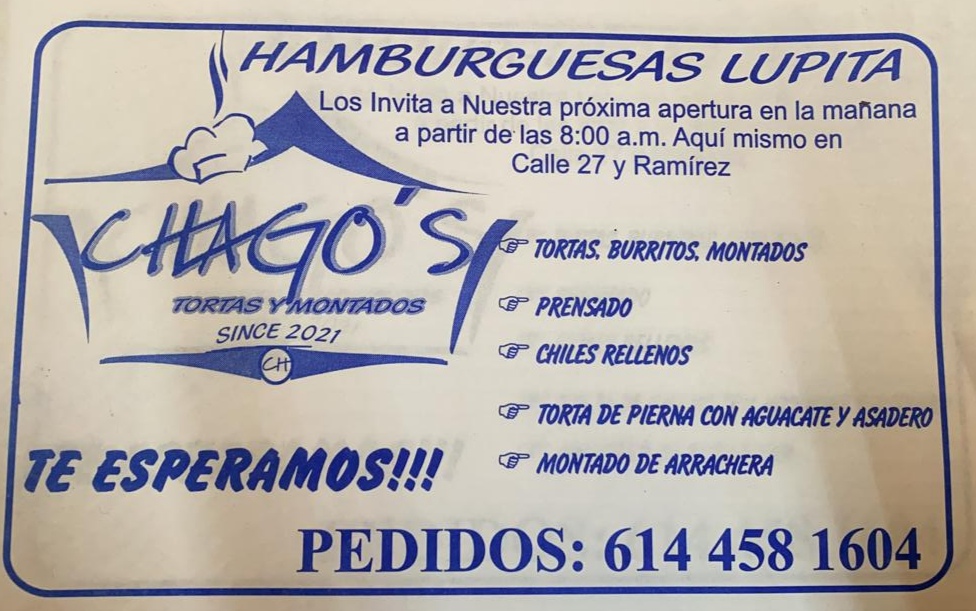 HAMBURGUESAS LUPITA
Los Invita a Nuestra próxima apertura en la mañana
a partir de las 8:00 a.m. Aquí mismo en
Calle 27 y Ramírez
CHAGO'S
TORTAS Y MONTADOS
SINCE 2021
CH
TORTAS, BURRITOS, MONTADOS
PRENSADO
CHILES RELLENOS
TORTA DE PIERNA CON AGUACATE Y ASADERO
MONTADO DE ARRACHERA
TE ESPERAMOS!!!
PEDIDOS: 614 458 1604